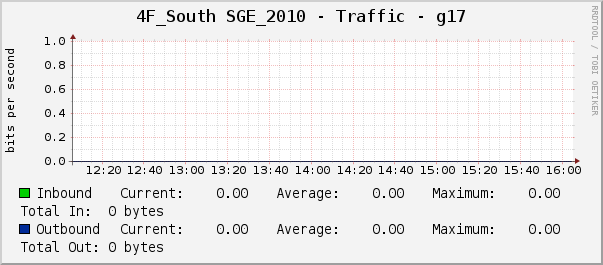 4F_South SGE_2010 - Traffic - g17
RRDTOOL / TOBI OETIKER
bits per second
1.0
0.8
0.6
0.4
0.2
0.0
12:20 12:40 13:00 13:20 13:40 14:00 14:20 14:40 15:00 15:20 15:40 16:00
Inbound Current: 0.00 Average: 0.00 Maximum: 0.00
Total In: 0 bytes
Outbound Current: 0.00 Average: 0.00 Maximum: 0.00
Total Out: 0 bytes